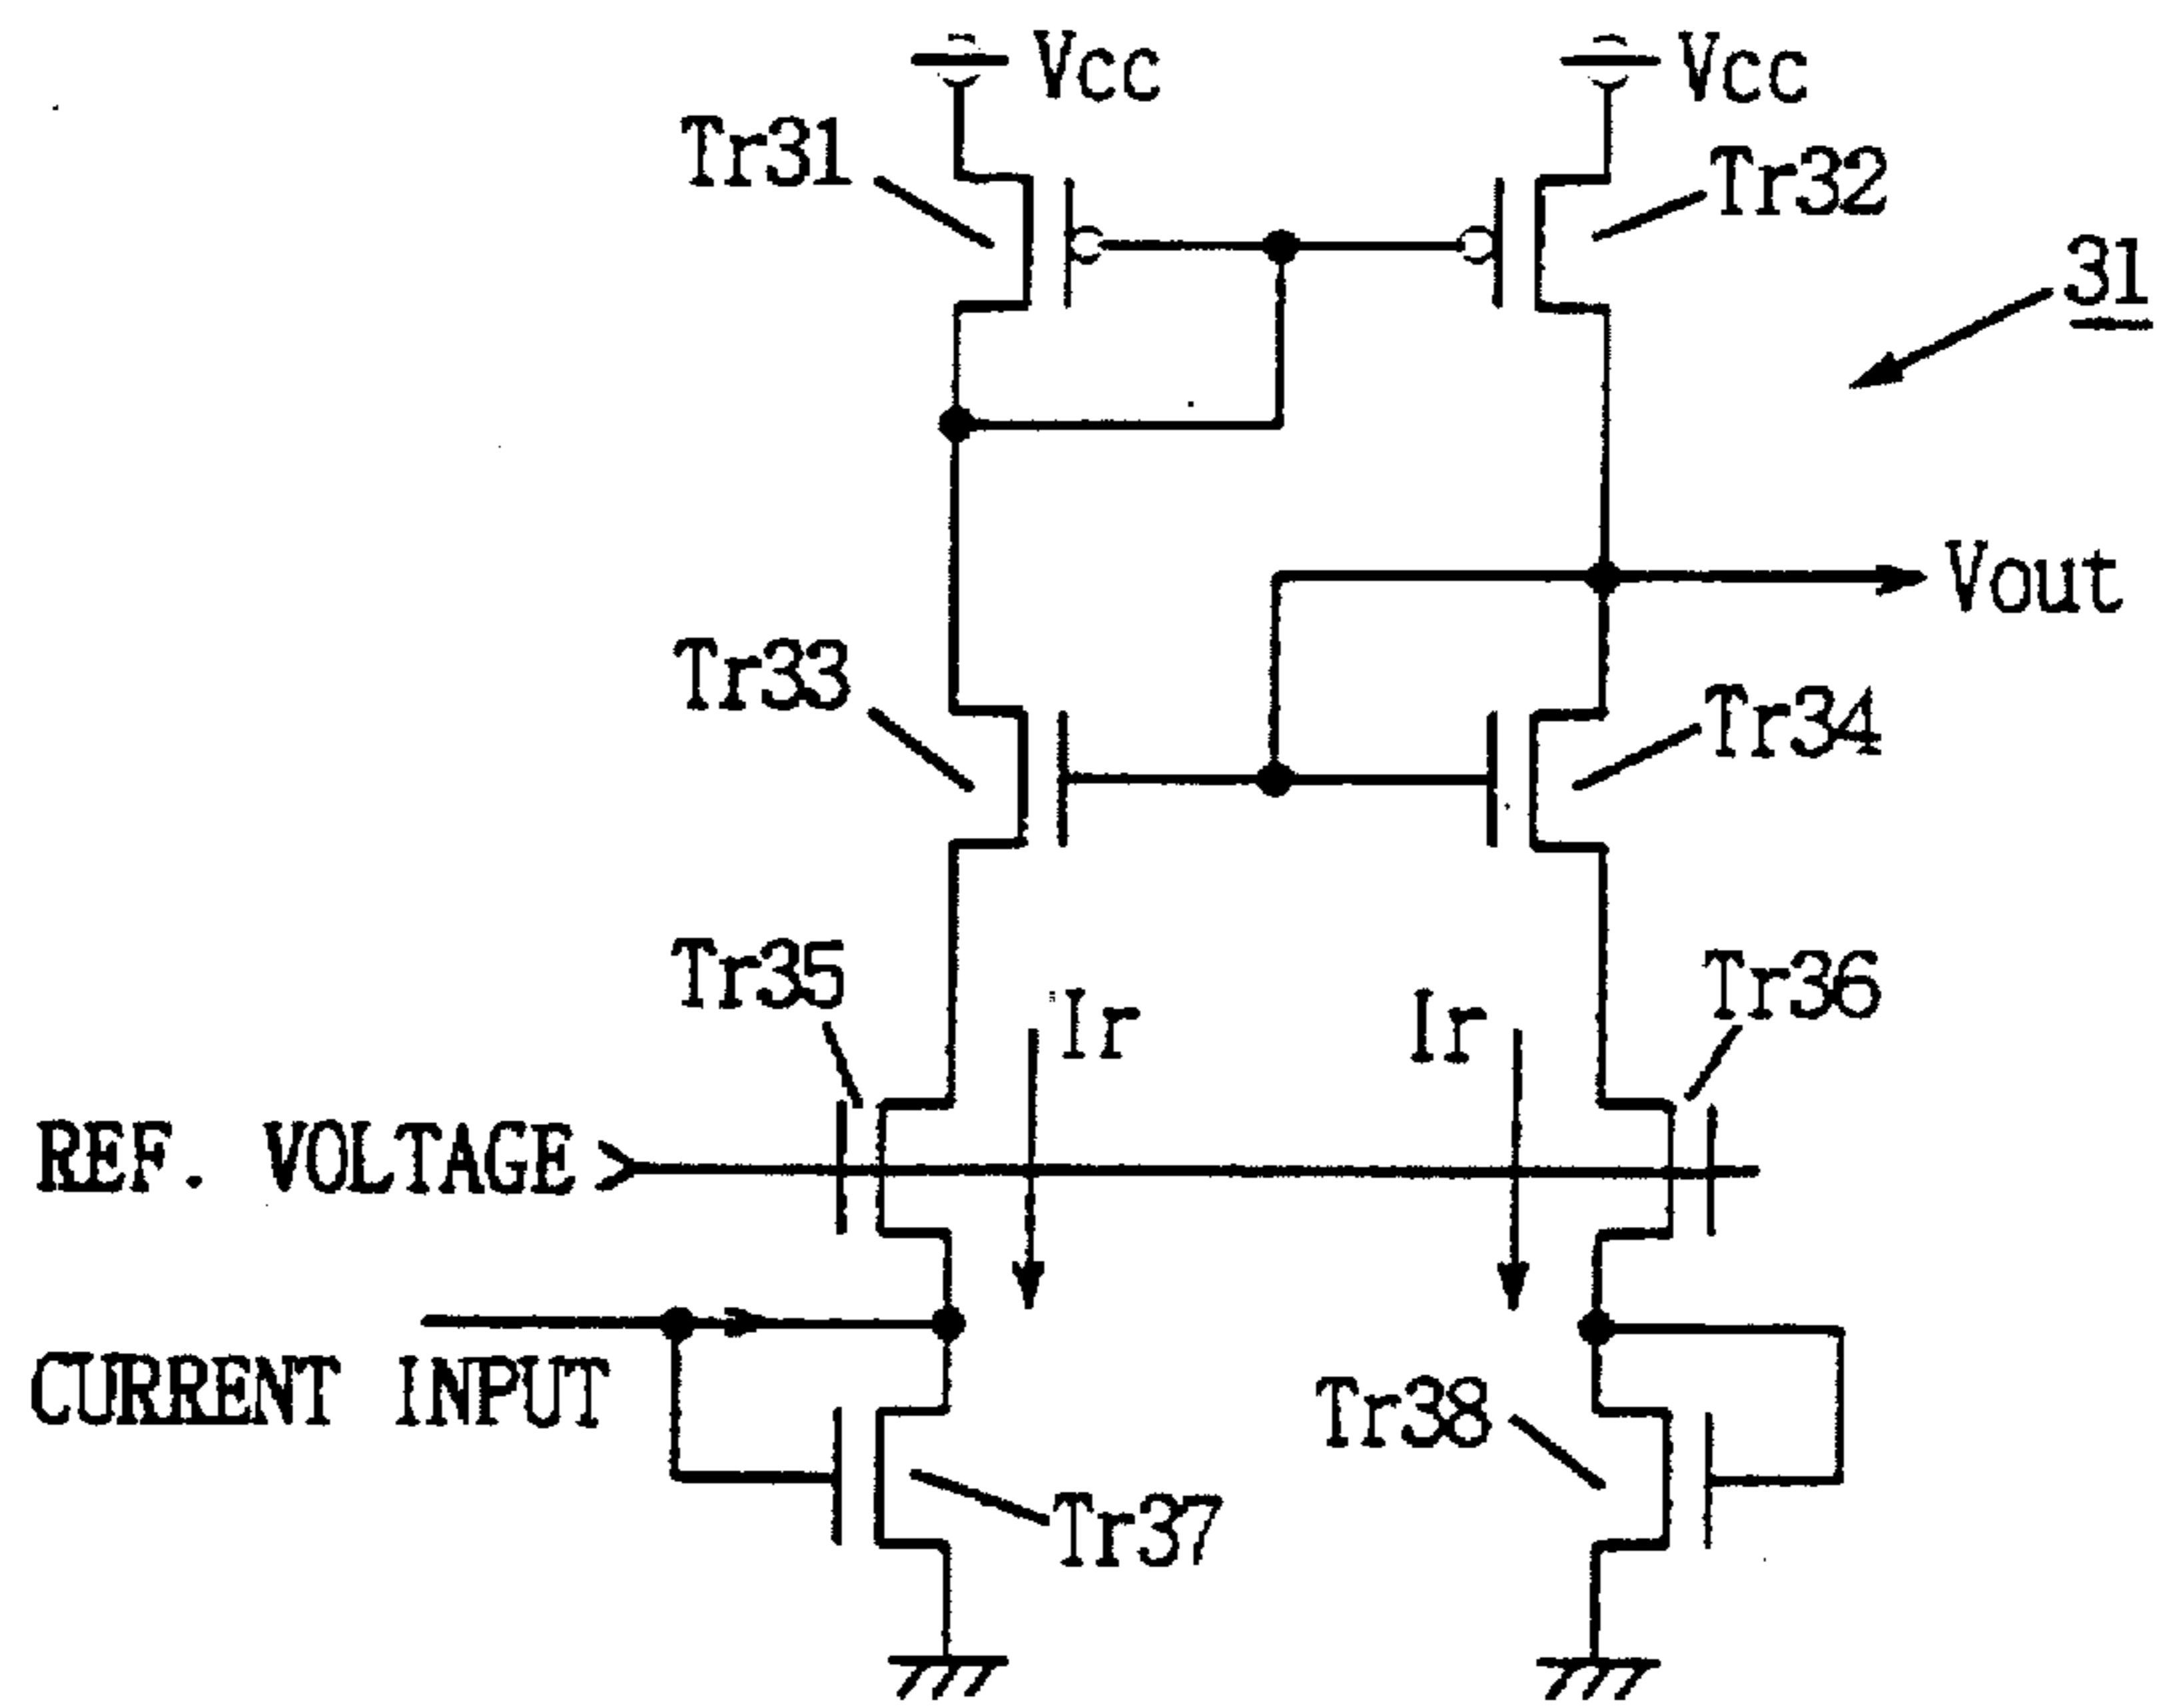 Vcc
Vcc
Tr31
Tr32
31
Vout
Tr33
Tr34
Tr35
Ir
Ir
Tr36
REF. VOLTAGE
CURRENT INPUT
Tr38
Tr37